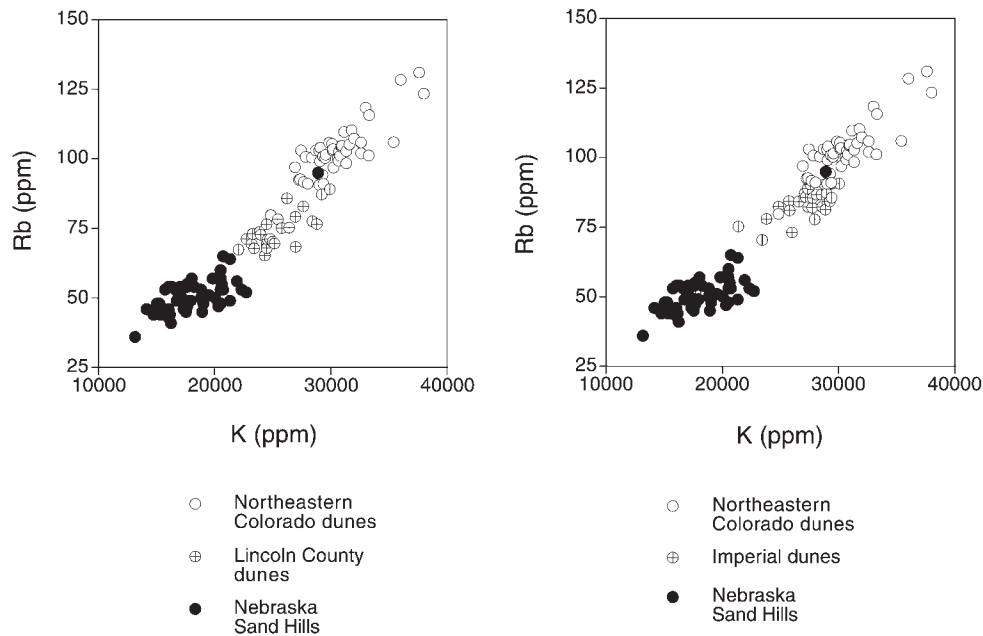 150
125
100
75
50
25
Rb (ppm)
10000 20000 30000 40000
K (ppm)
Northeastern
Colorado dunes
Lincoln County
dunes
Nebraska
Sand Hills
150
125
100
75
50
25
Rb (ppm)
10000 20000 30000 40000
K (ppm)
Northeastern
Colorado dunes
Imperial dunes
Nebraska
Sand Hills